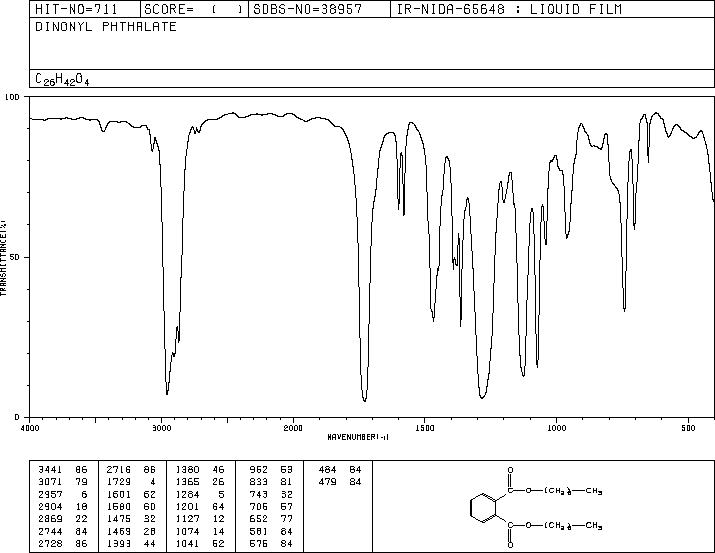 HIT-NO=711 SCORE= ( ) SDBS-NO=38957 IR-NIDA-65648 : LIQUID FILM
DINONYL PHTHALATE
C26H42O4
100
50
0
TRANSMITTANCE(%)
4000 3000 2000 1500 1000 500
WAVENUMBER(-1)
3441 86 2716 86 1380 46 962 53 484 84
3071 79 1729 4 1365 26 833 81 479 84
2957 6 1601 62 1284 5 743 32
2904 18 1580 60 1201 64 706 57
2869 22 1475 32 1127 12 652 77
2744 84 1469 28 1074 14 581 84
2728 86 1393 44 1041 52 576 84
O
C—O—(CH2)8—CH3
C—O—(CH2)8—CH3
O